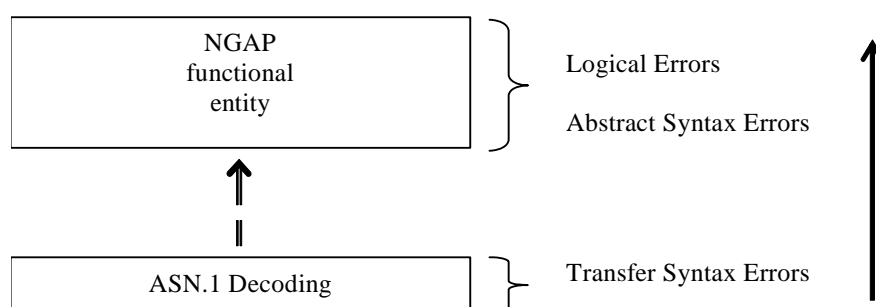 NGAP
functional
entity
Logical Errors
Abstract Syntax Errors
ASN.1 Decoding
Transfer Syntax Errors